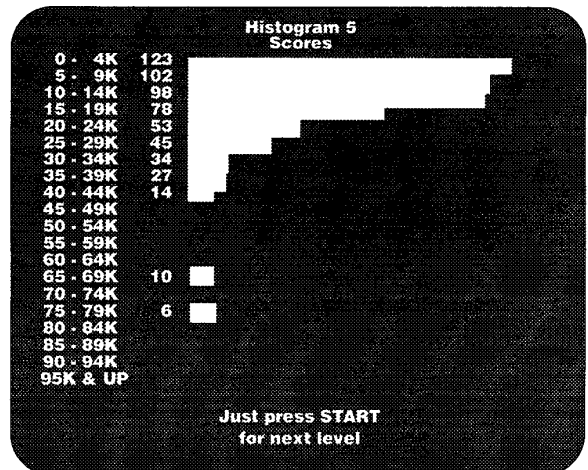 Histogram 5
Scores
0 - 4K 123
5 - 9K 102
10 - 14K 98
15 - 19K 78
20 - 24K 53
25 - 29K 45
30 - 34K 34
35 - 39K 27
40 - 44K 14
45 - 49K
50 - 54K
55 - 59K
60 - 64K
65 - 69K 10
70 - 74K
75 - 79K 6
80 - 84K
85 - 89K
90 - 94K
95K & UP
Just press START
for next level